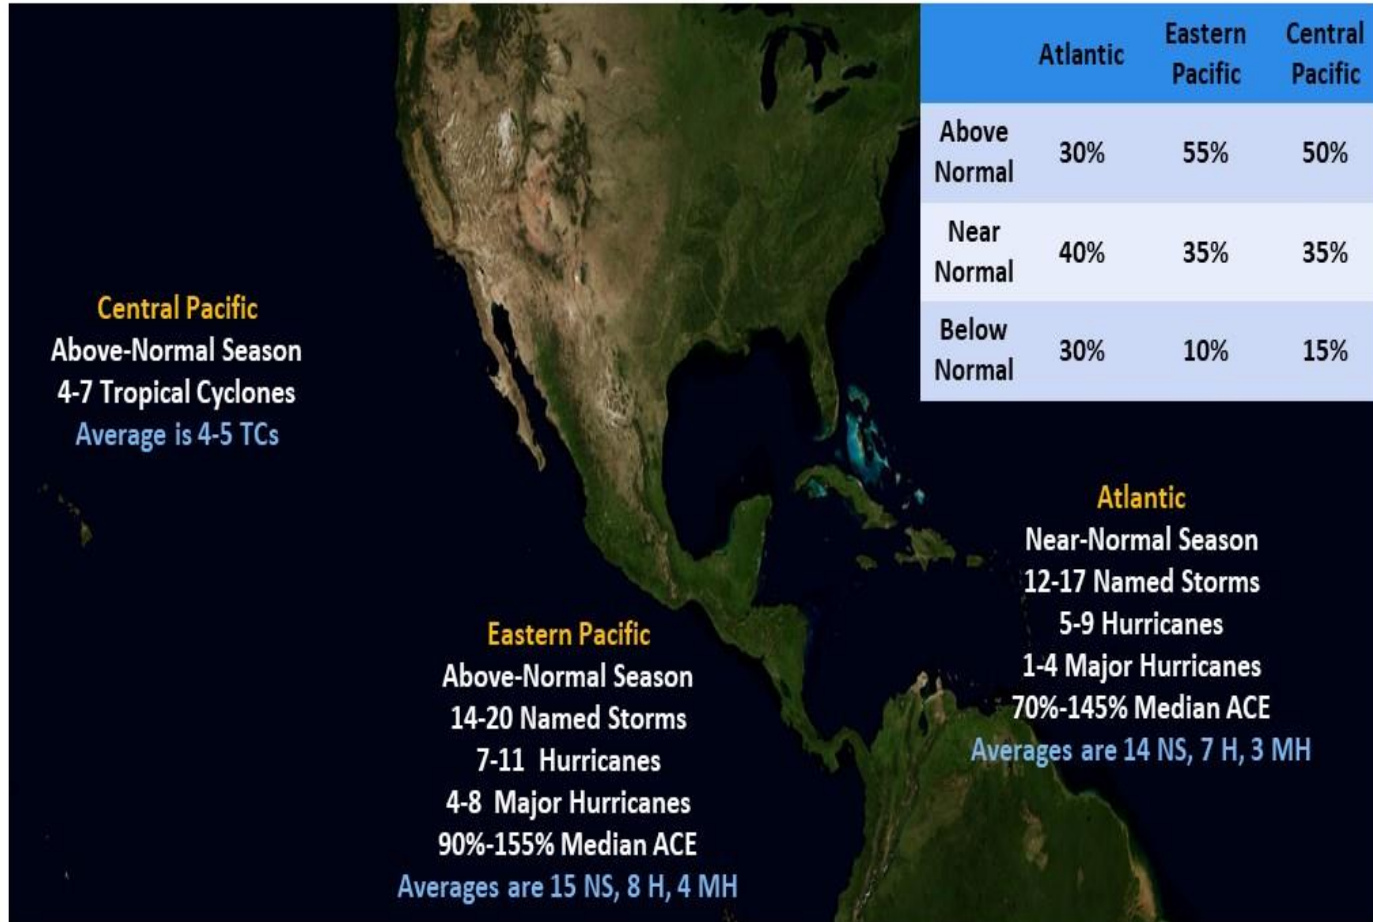 Atlantic Eastern Pacific Central Pacific
Above Normal 30% 55% 50%
Near Normal 40% 35% 35%
Below Normal 30% 10% 15%
Central Pacific
Above-Normal Season
4-7 Tropical Cyclones
Average is 4-5 TCs
Atlantic
Near-Normal Season
12-17 Named Storms
5-9 Hurricanes
1-4 Major Hurricanes
70%-145% Median ACE
Averages are 14 NS, 7 H, 3 MH
Eastern Pacific
Above-Normal Season
14-20 Named Storms
7-11 Hurricanes
4-8 Major Hurricanes
90%-155% Median ACE
Averages are 15 NS, 8 H, 4 MH